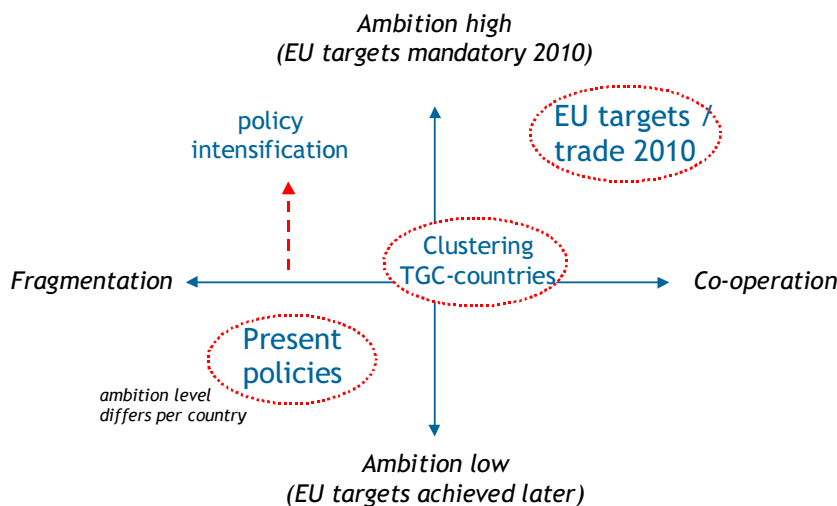 Ambition high
(EU targets mandatory 2010)
policy
intensification
EU targets /
trade 2010
Clustering
TGC-countries
Fragmentation
Co-operation
Present
policies
ambition level
differs per country
Ambition low
(EU targets achieved later)